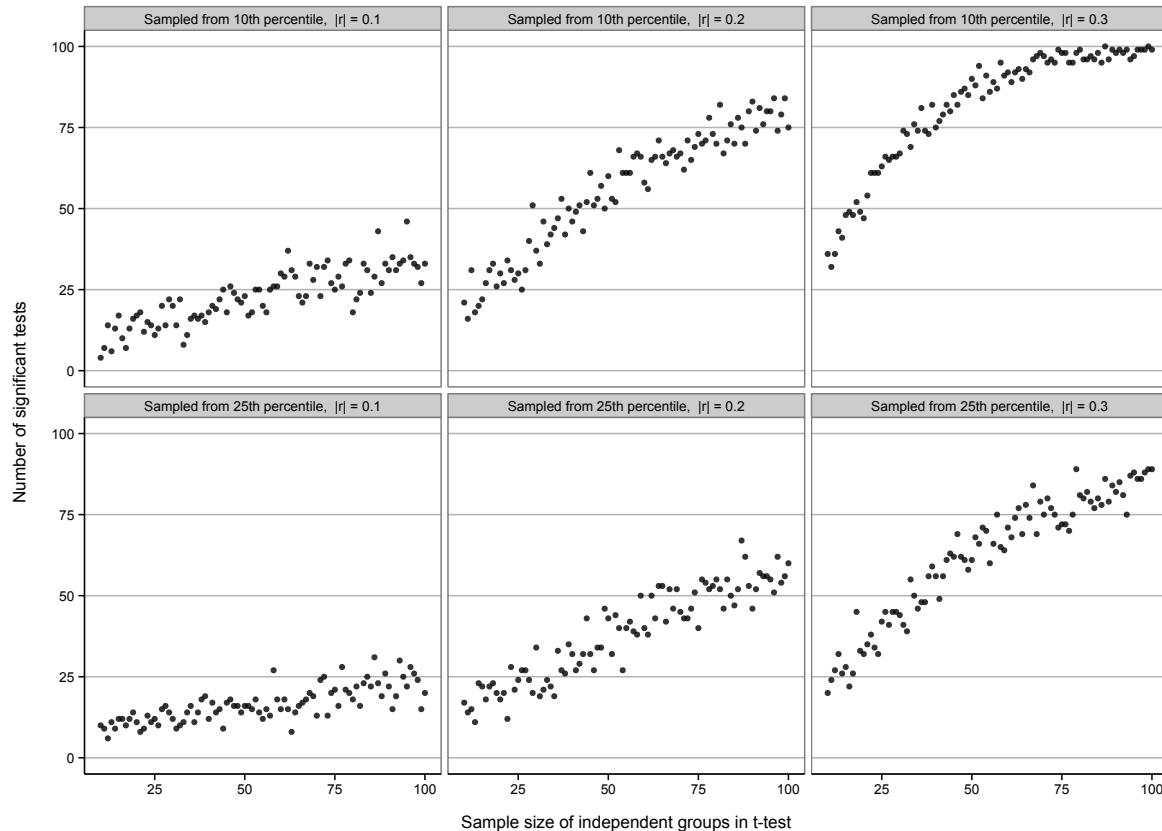 Sampled from 10th percentile, |r| = 0.1
Sampled from 10th percentile, |r| = 0.2
Sampled from 10th percentile, |r| = 0.3
100
75
50
25
0
Sampled from 25th percentile, |r| = 0.1
Sampled from 25th percentile, |r| = 0.2
Sampled from 25th percentile, |r| = 0.3
100
75
50
25
0
Number of significant tests
25 50 75 100
25 50 75 100
25 50 75 100
Sample size of independent groups in t-test